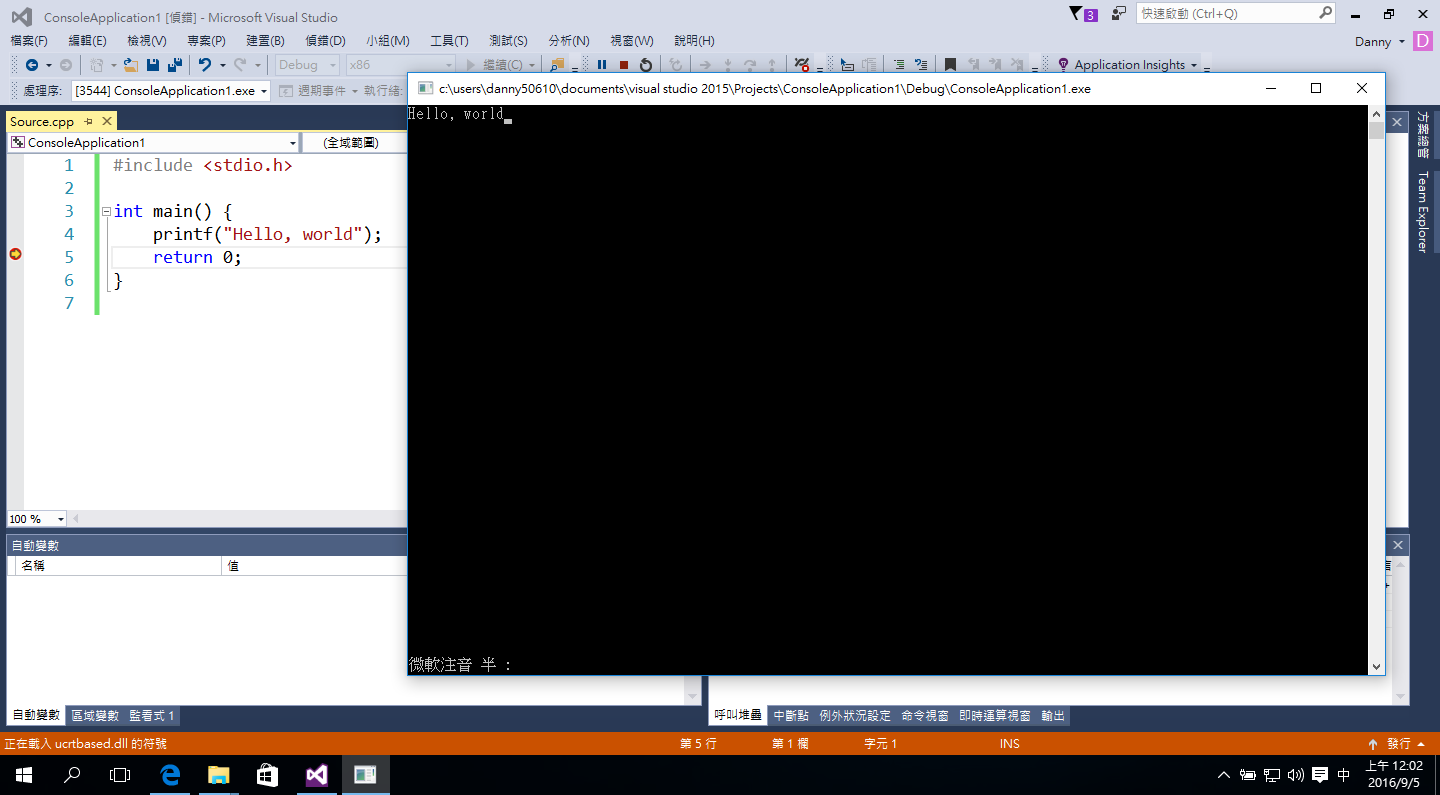 ConsoleApplication1 [偵錯] - Microsoft Visual Studio
3
快速啟動 (Ctrl+Q)
檔案(F) 編輯(E) 檢視(V) 專案(P) 建置(B) 偵錯(D) 小組(M) 工具(T) 測試(S) 分析(N) 視窗(W) 說明(H)
Danny D
Debug x86 繼續(C) Application Insights
處理序: [3544] ConsoleApplication1.exe 週期事件 執行緒:
c:\users\danny50610\documents\visual studio 2015\Projects\ConsoleApplication1\Debug\ConsoleApplication1.exe
Hello, world
微軟注音 半 :
Source.cpp
ConsoleApplication1 (全域範圍)
1 #include <stdio.h>
2
3 int main() {
4 printf("Hello, world");
5 return 0;
6 }
7
100 %
方案總管
Team Explorer
自動變數
名稱 值
自動變數 區域變數 監看式 1
呼叫堆疊 中斷點 例外狀況設定 命令視窗 即時運算視窗 輸出
正在載入 ucrtbased.dll 的符號 第 5 行 第 1 欄 字元 1 INS 發行
中
上午 12:02
2016/9/5